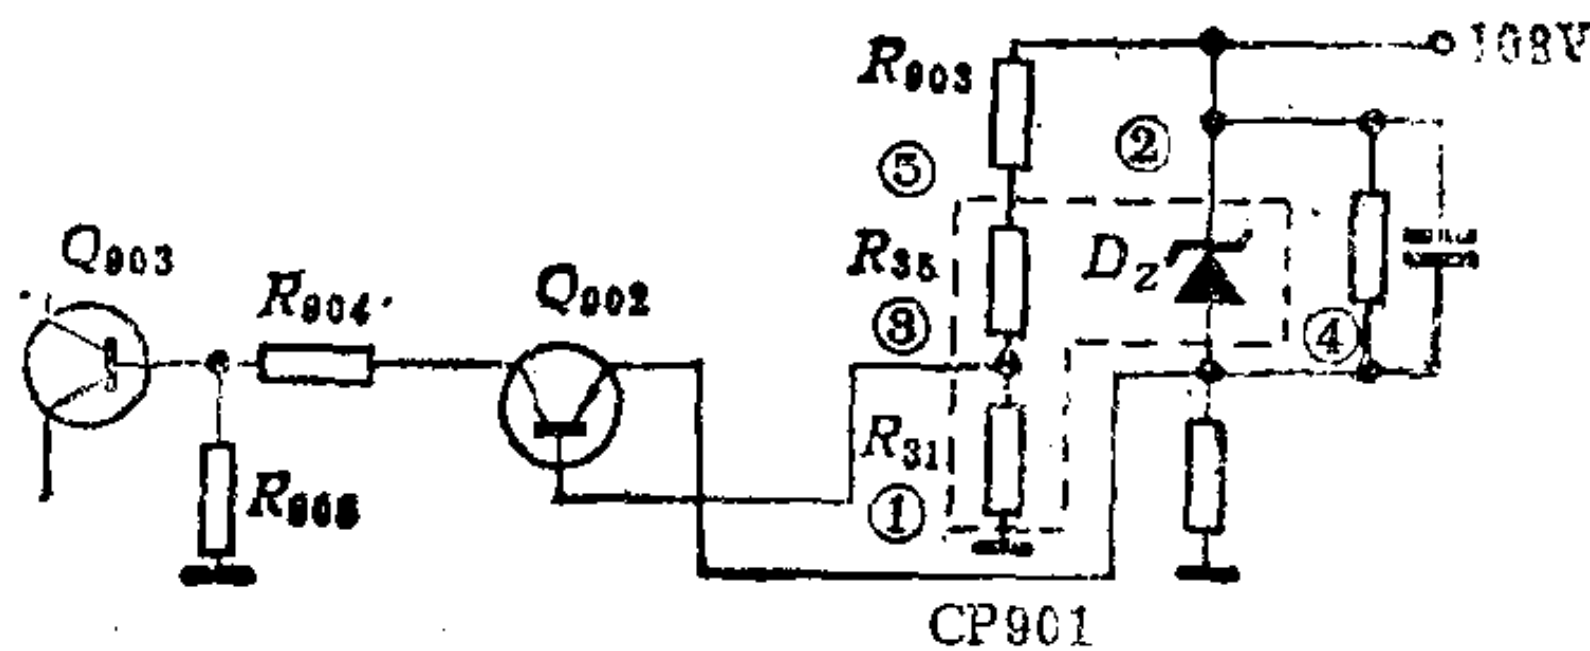 R903
108V
②
⑤
Q903
R35
DZ
R904
Q902
③
④
R31
R905
①
CP901